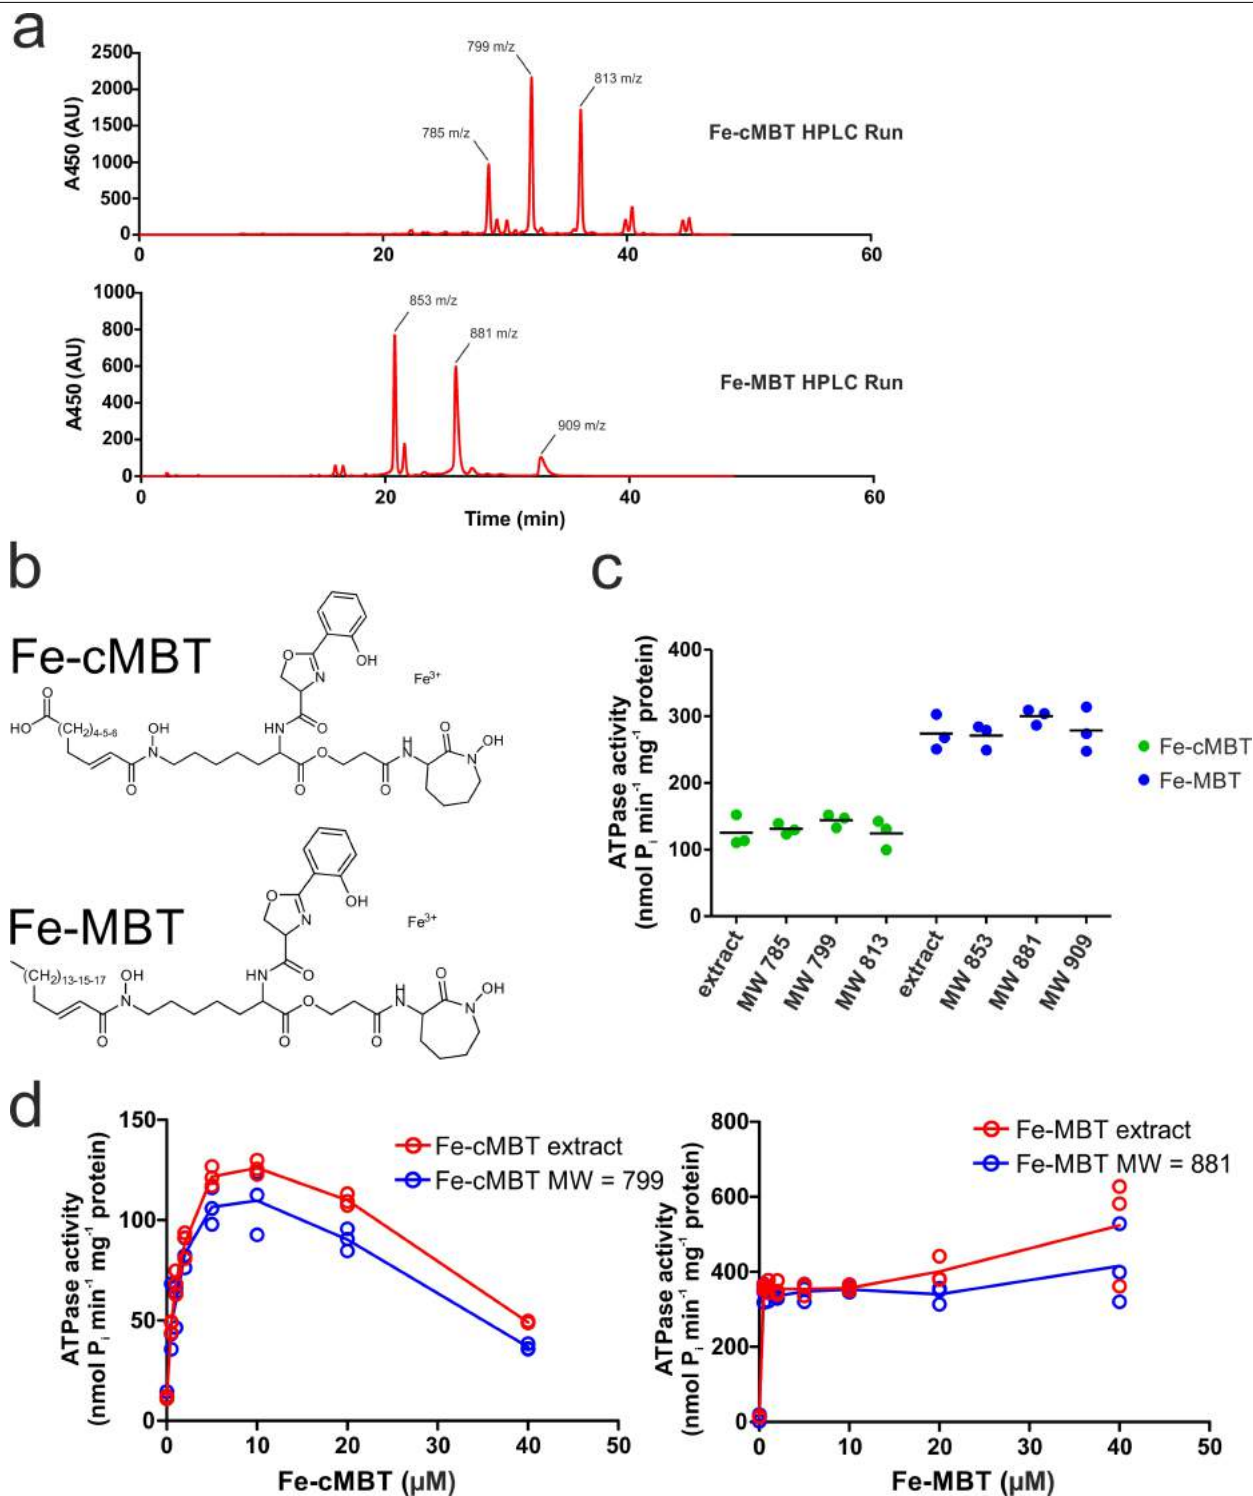 a
2500
2000
1500
1000
500
0
A450 (AU)
785 m/z
799 m/z
813 m/z
Fe-cMBT HPLC Run
0
20
40
60
1000
800
600
400
200
0
A450 (AU)
853 m/z
881 m/z
909 m/z
Fe-MBT HPLC Run
0
20
40
60
Time (min)
b
Fe-cMBT
O
N
OH
Fe³⁺
O
HO
(CH₂)₄₋₅₋₆
OH
N
O
HN
O
O
O
O
H
N
O
N
OH
Fe-MBT
O
N
OH
Fe³⁺
(CH₂)₁₃₋₁₅₋₁₇
OH
N
O
HN
O
O
O
O
H
N
O
N
OH
c
ATPase activity
(nmol Pᵢ min⁻¹ mg⁻¹ protein)
400
300
200
100
0
extract
MW 785
MW 799
MW 813
extract
MW 853
MW 881
MW 909
Fe-cMBT
Fe-MBT
d
ATPase activity
(nmol Pᵢ min⁻¹ mg⁻¹ protein)
150
100
50
0
Fe-cMBT extract
Fe-cMBT MW = 799
0
10
20
30
40
50
Fe-cMBT (µM)
ATPase activity
(nmol Pᵢ min⁻¹ mg⁻¹ protein)
800
600
400
200
0
Fe-MBT extract
Fe-MBT MW = 881
0
10
20
30
40
50
Fe-MBT (µM)